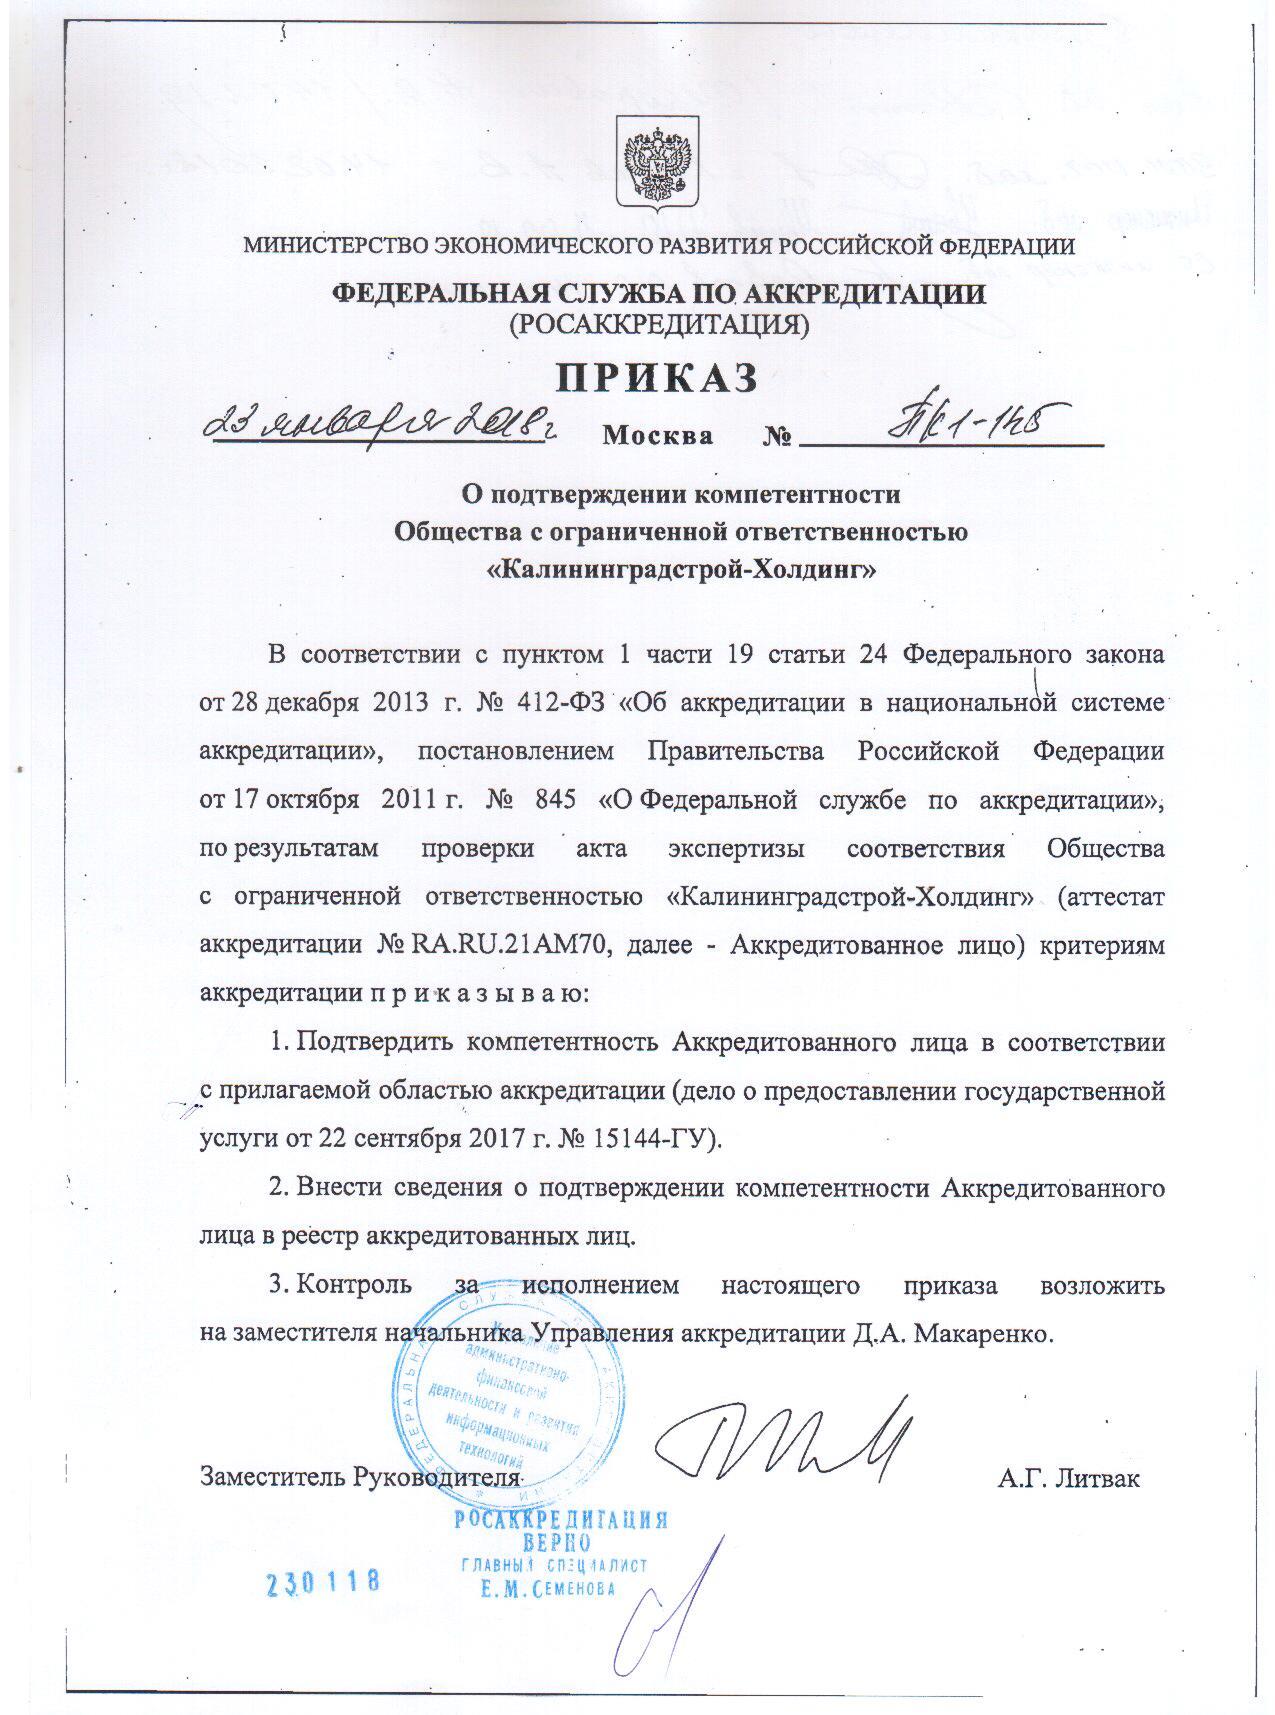 МИНИСТЕРСТВО ЭКОНОМИЧЕСКОГО РАЗВИТИЯ РОССИЙСКОЙ ФЕДЕРАЦИИ
ФЕДЕРАЛЬНАЯ СЛУЖБА ПО АККРЕДИТАЦИИ
(РОСАККРЕДИТАЦИЯ)
ПРИКАЗ
23 января 2018 г. Москва № ПК1-145
О подтверждении компетентности
Общества с ограниченной ответственностью
«Калининградстрой-Холдинг»
В соответствии с пунктом 1 части 19 статьи 24 Федерального закона
от 28 декабря 2013 г. № 412-ФЗ «Об аккредитации в национальной системе
аккредитации», постановлением Правительства Российской Федерации
от 17 октября 2011 г. № 845 «О Федеральной службе по аккредитации»,
по результатам проверки акта экспертизы соответствия Общества
с ограниченной ответственностью «Калининградстрой-Холдинг» (аттестат
аккредитации № RA.RU.21АМ70, далее - Аккредитованное лицо) критериям
аккредитации п р и к а з ы в а ю:
1. Подтвердить компетентность Аккредитованного лица в соответствии
с прилагаемой областью аккредитации (дело о предоставлении государственной
услуги от 22 сентября 2017 г. № 15144-ГУ).
2. Внести сведения о подтверждении компетентности Аккредитованного
лица в реестр аккредитованных лиц.
3. Контроль за исполнением настоящего приказа возложить
на заместителя начальника Управления аккредитации Д.А. Макаренко.
ФЕДЕРАЛЬНАЯ СЛУЖБА
Управление
административно-
финансовой
деятельности и развития
информационных
технологий
Заместитель Руководителя А.Г. Литвак
РОСАККРЕДИТАЦИЯ
ВЕРНО
ГЛАВНЫЙ СПЕЦИАЛИСТ
Е.М.СЕМЕНОВА
230118